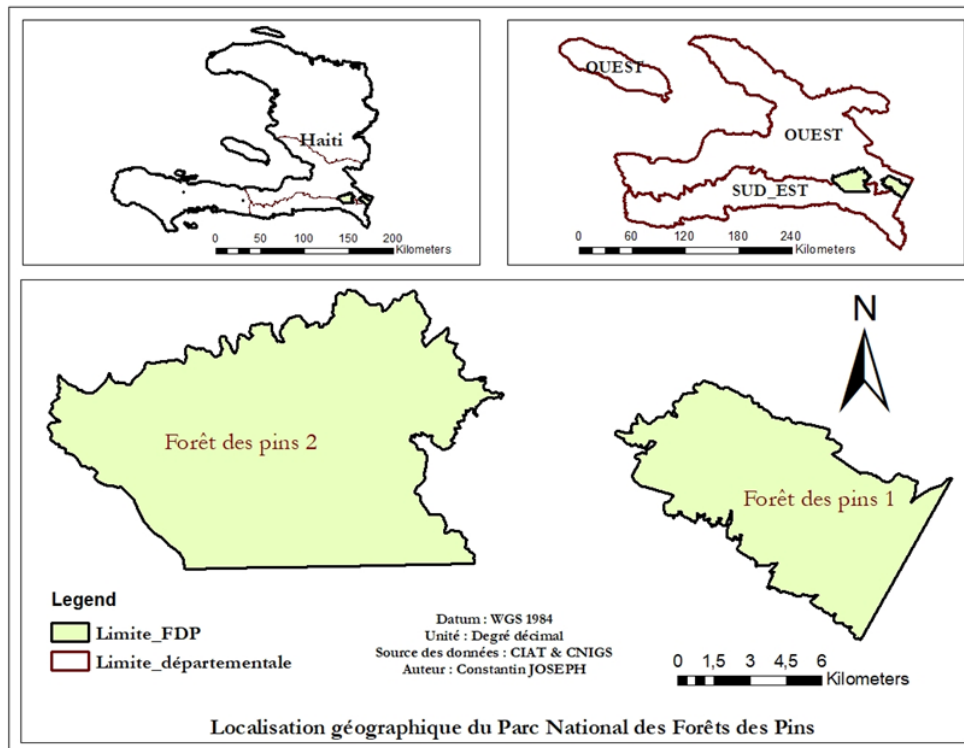 Haiti
0 50 100 150 200
Kilometers
OUEST
OUEST
SUD_EST
0 60 120 180 240
Kilometers
N
Forêt des pins 2
Forêt des pins 1
Legend
Limite_FDP
Limite_départementale
Datum : WGS 1984
Unité : Degré décimal
Source des données : CIAT & CNIGS
Auteur : Constantin JOSEPH
0 1,5 3 4,5 6
Kilometers
Localisation géographique du Parc National des Forêts des Pins